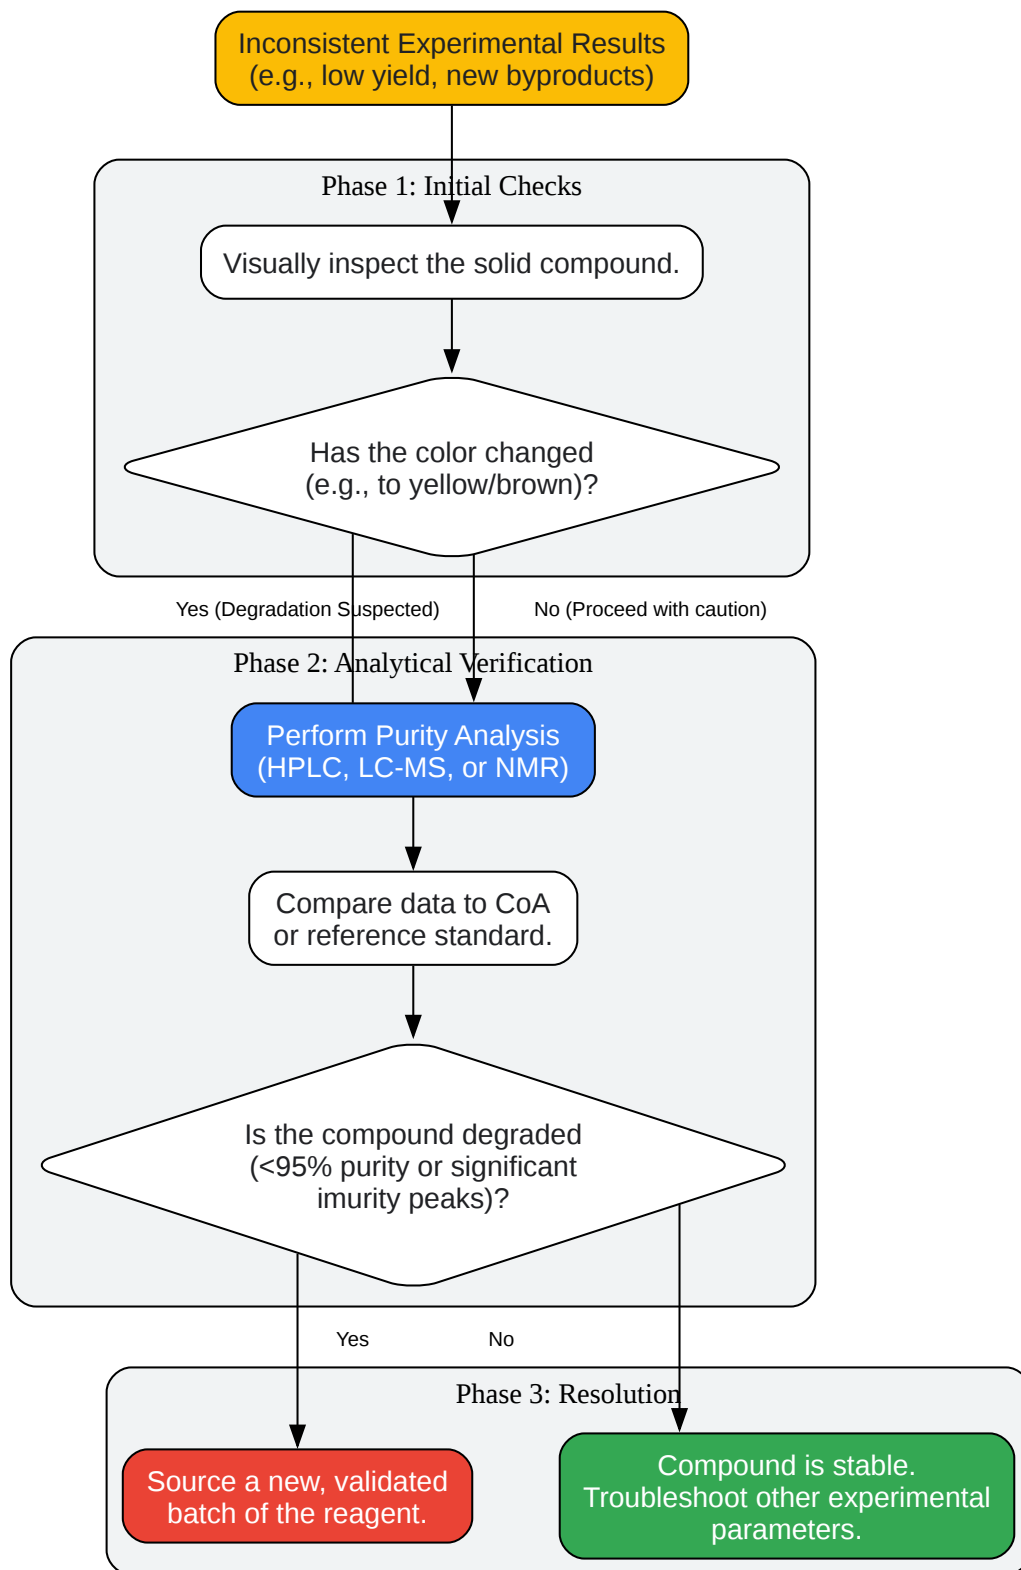 Inconsistent Experimental Results
(e.g., low yield, new byproducts)
Phase 1: Initial Checks
Visually inspect the solid compound.
Has the color changed
(e.g., to yellow/brown)?
Yes (Degradation Suspected)
No (Proceed with caution)
Phase 2: Analytical Verification
Perform Purity Analysis
(HPLC, LC-MS, or NMR)
Compare data to CoA
or reference standard.
Is the compound degraded
(<95% purity or significant
imurity peaks)?
Yes
No
Phase 3: Resolution
Source a new, validated
batch of the reagent.
Compound is stable.
Troubleshoot other experimental
parameters.